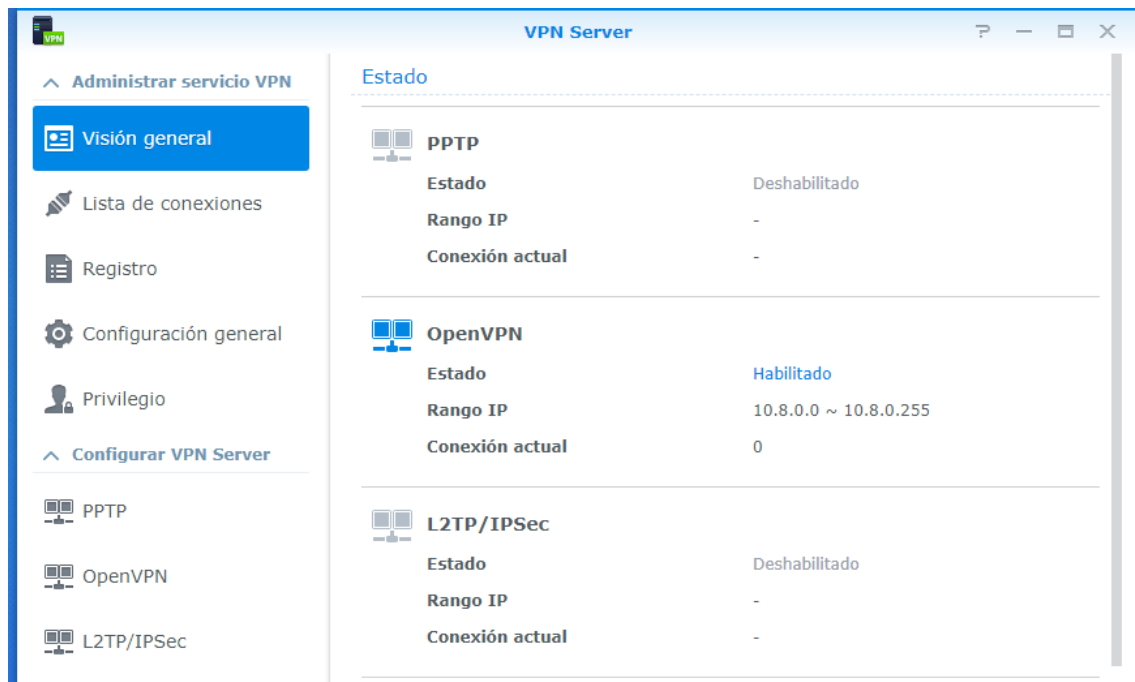 VPN
VPN Server
Administrar servicio VPN
Visión general
Lista de conexiones
Registro
Configuración general
Privilegio
Configurar VPN Server
PPTP
OpenVPN
L2TP/IPSec
Estado
PPTP
Estado Deshabilitado
Rango IP -
Conexión actual -
OpenVPN
Estado Habilitado
Rango IP 10.8.0.0 ~ 10.8.0.255
Conexión actual 0
L2TP/IPSec
Estado Deshabilitado
Rango IP -
Conexión actual -